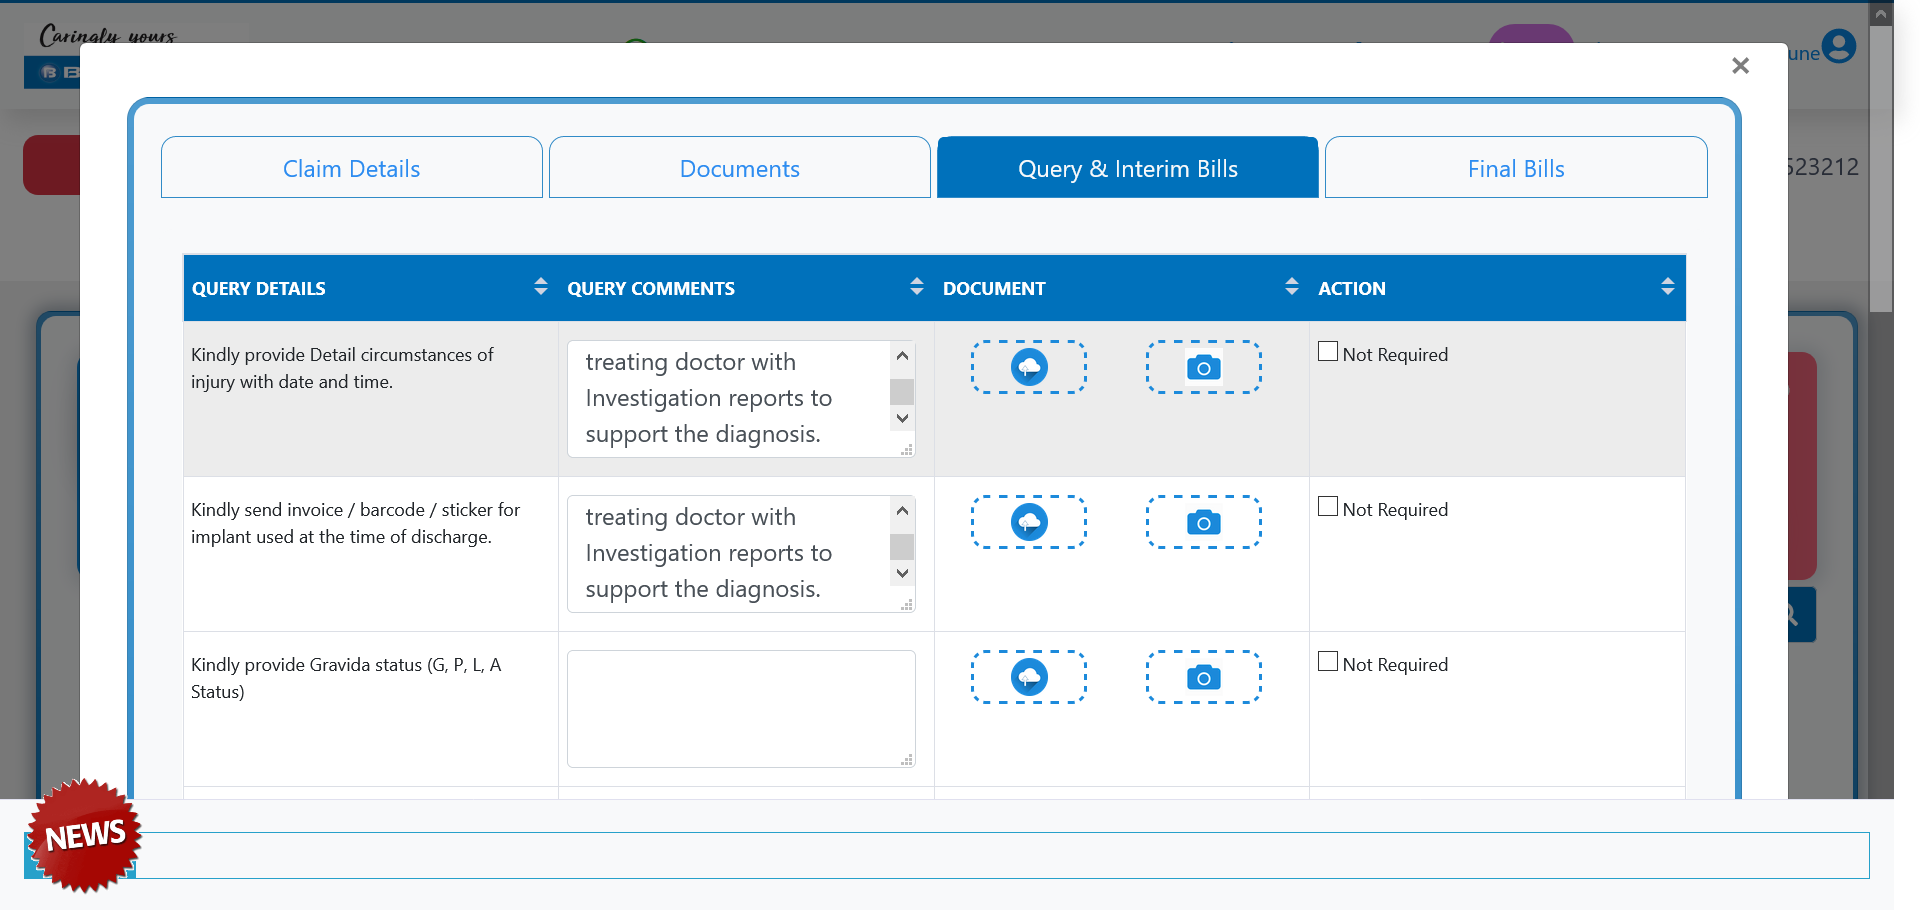 Caringly yours
B
une
523212
×
Claim Details
Documents
Query & Interim Bills
Final Bills
QUERY DETAILS
QUERY COMMENTS
DOCUMENT
ACTION
Kindly provide Detail circumstances of
injury with date and time.
treating doctor with
Investigation reports to
support the diagnosis.
Not Required
Kindly send invoice / barcode / sticker for
implant used at the time of discharge.
treating doctor with
Investigation reports to
support the diagnosis.
Not Required
Kindly provide Gravida status (G, P, L, A
Status)
Not Required
NEWS